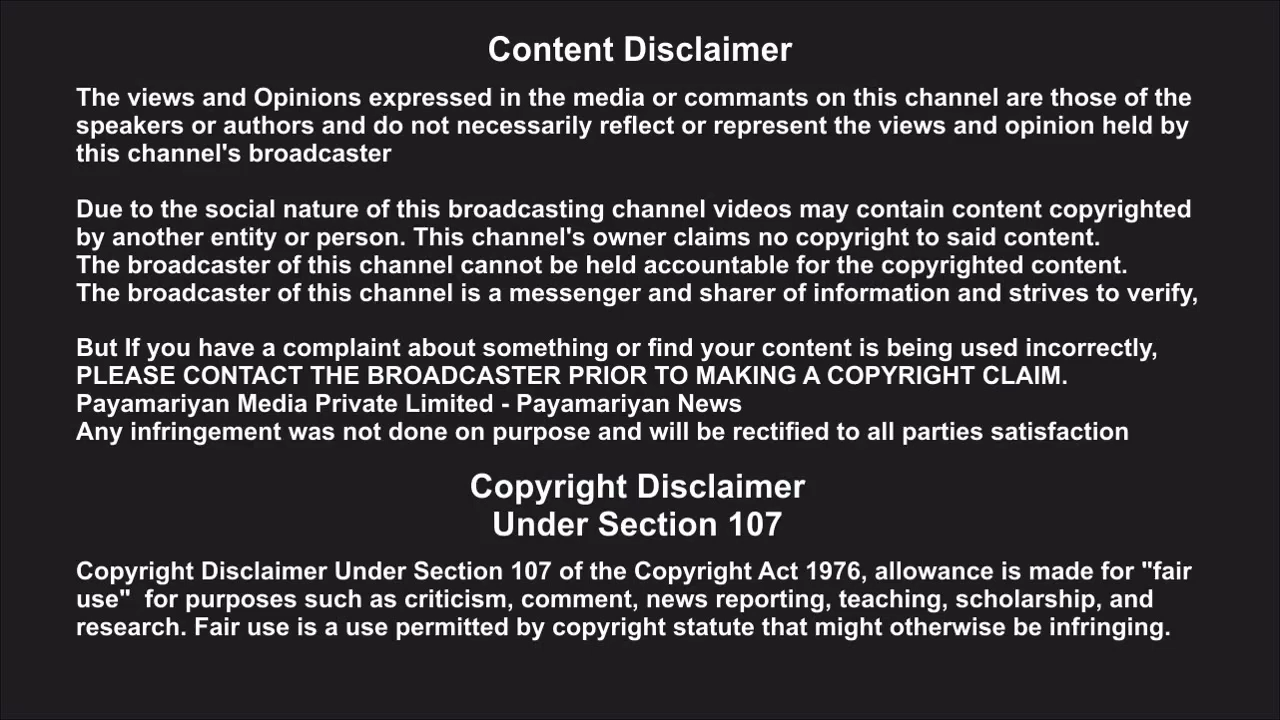 Content Disclaimer
The views and Opinions expressed in the media or commants on this channel are those of the
speakers or authors and do not necessarily reflect or represent the views and opinion held by
this channel's broadcaster
Due to the social nature of this broadcasting channel videos may contain content copyrighted
by another entity or person. This channel's owner claims no copyright to said content.
The broadcaster of this channel cannot be held accountable for the copyrighted content.
The broadcaster of this channel is a messenger and sharer of information and strives to verify,
But If you have a complaint about something or find your content is being used incorrectly,
PLEASE CONTACT THE BROADCASTER PRIOR TO MAKING A COPYRIGHT CLAIM.
Payamariyan Media Private Limited - Payamariyan News
Any infringement was not done on purpose and will be rectified to all parties satisfaction
Copyright Disclaimer
Under Section 107
Copyright Disclaimer Under Section 107 of the Copyright Act 1976, allowance is made for "fair
use"  for purposes such as criticism, comment, news reporting, teaching, scholarship, and
research. Fair use is a use permitted by copyright statute that might otherwise be infringing.